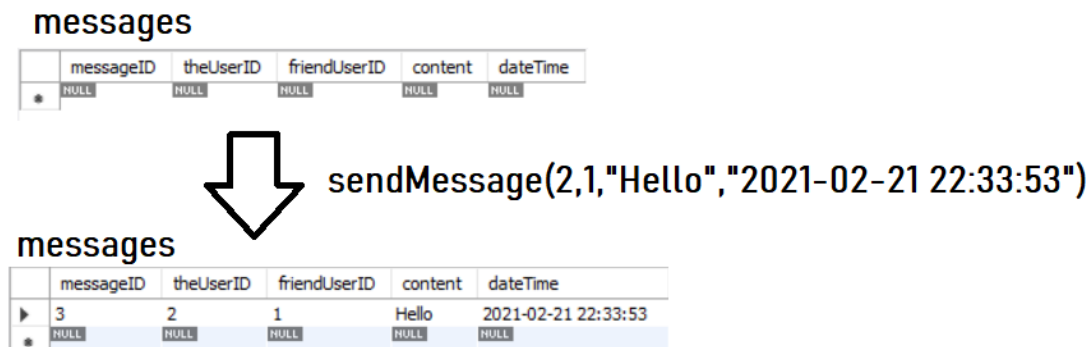 messages
messageID theUserID friendUserID content dateTime
NULL NULL NULL NULL NULL
sendMessage(2,1,"Hello","2021-02-21 22:33:53")
messages
messageID theUserID friendUserID content dateTime
3 2 1 Hello 2021-02-21 22:33:53
NULL NULL NULL NULL NULL